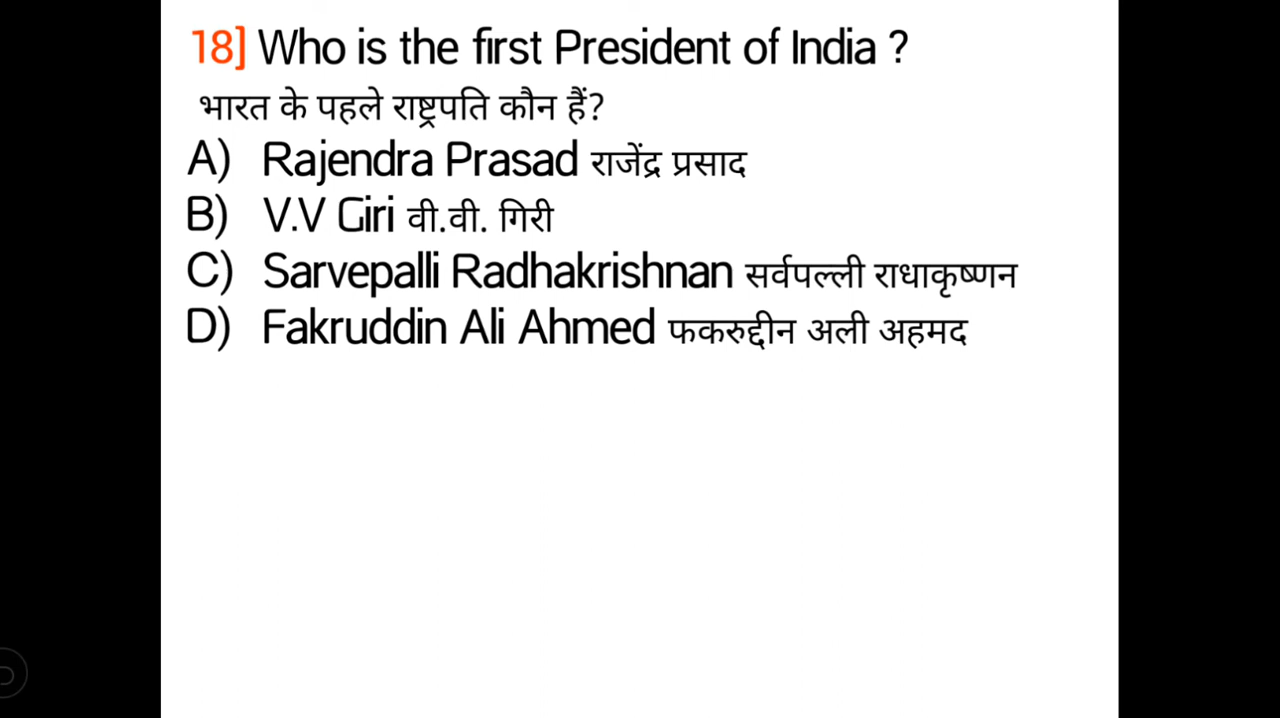 18] Who is the first President of India ?
भारत के पहले राष्ट्रपति कौन हैं?
A) Rajendra Prasad राजेंद्र प्रसाद
B) V.V Giri वी.वी. गिरी
C) Sarvepalli Radhakrishnan सर्वपल्ली राधाकृष्णन
D) Fakruddin Ali Ahmed फकरुद्दीन अली अहमद